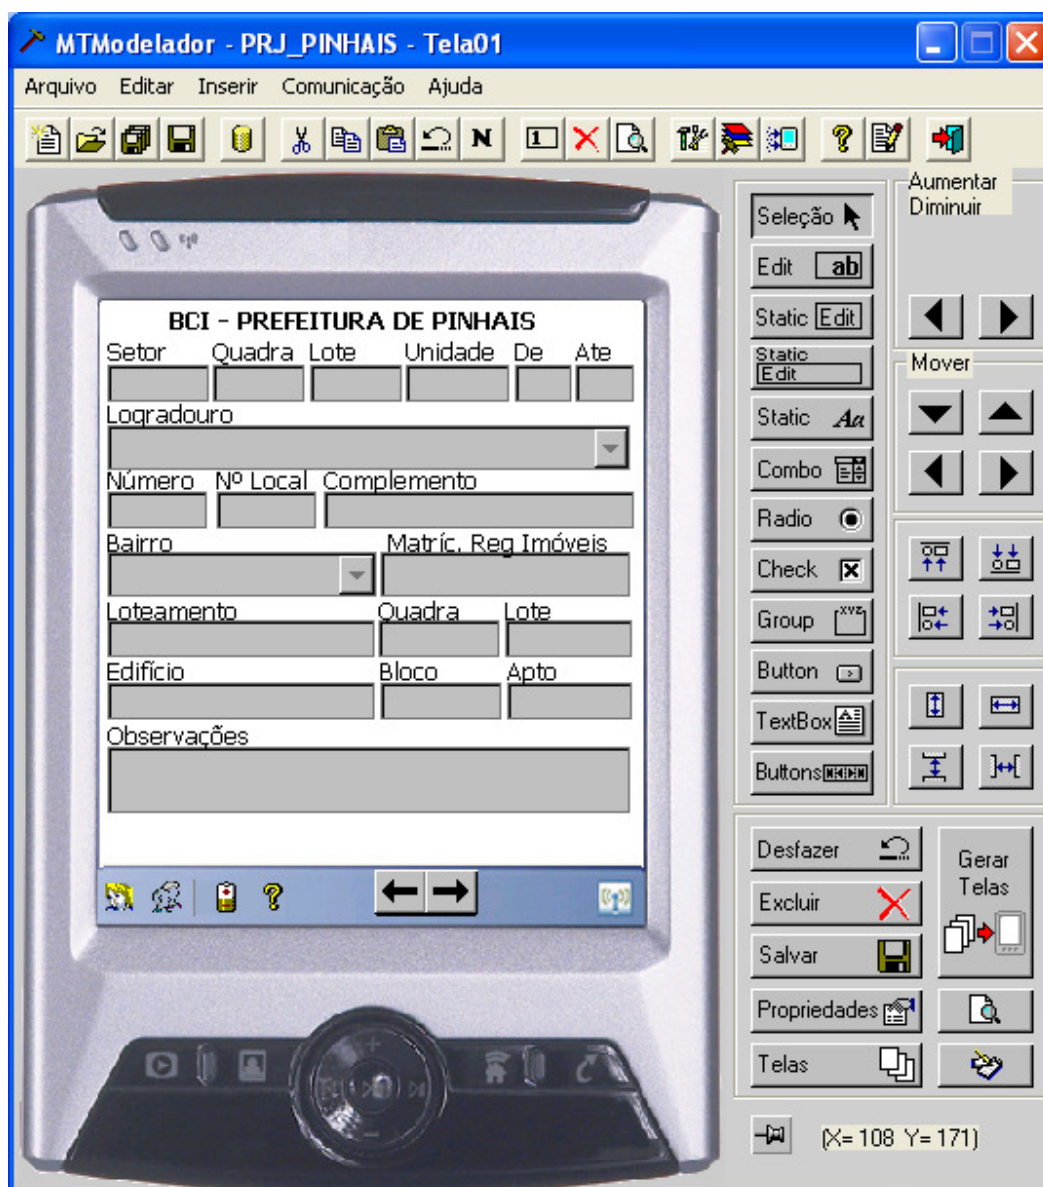 MTModelador - PRJ_PINHAIS - Tela01
Arquivo Editar Inserir Comunicação Ajuda
N 1 ?
BCI - PREFEITURA DE PINHAIS
Setor Quadra Lote Unidade De Ate
Logradouro
Número Nº Local Complemento
Bairro Matríc. Reg Imóveis
Loteamento Quadra Lote
Edifício Bloco Apto
Observações
?
Seleção
Edit ab
Static Edit
Static
Edit
Static Aa
Combo
Radio
Check
Group xyz
Button
TextBox
Buttons
Aumentar
Diminuir
Mover
Desfazer
Excluir
Salvar
Propriedades
Telas
Gerar
Telas
(X= 108 Y= 171)